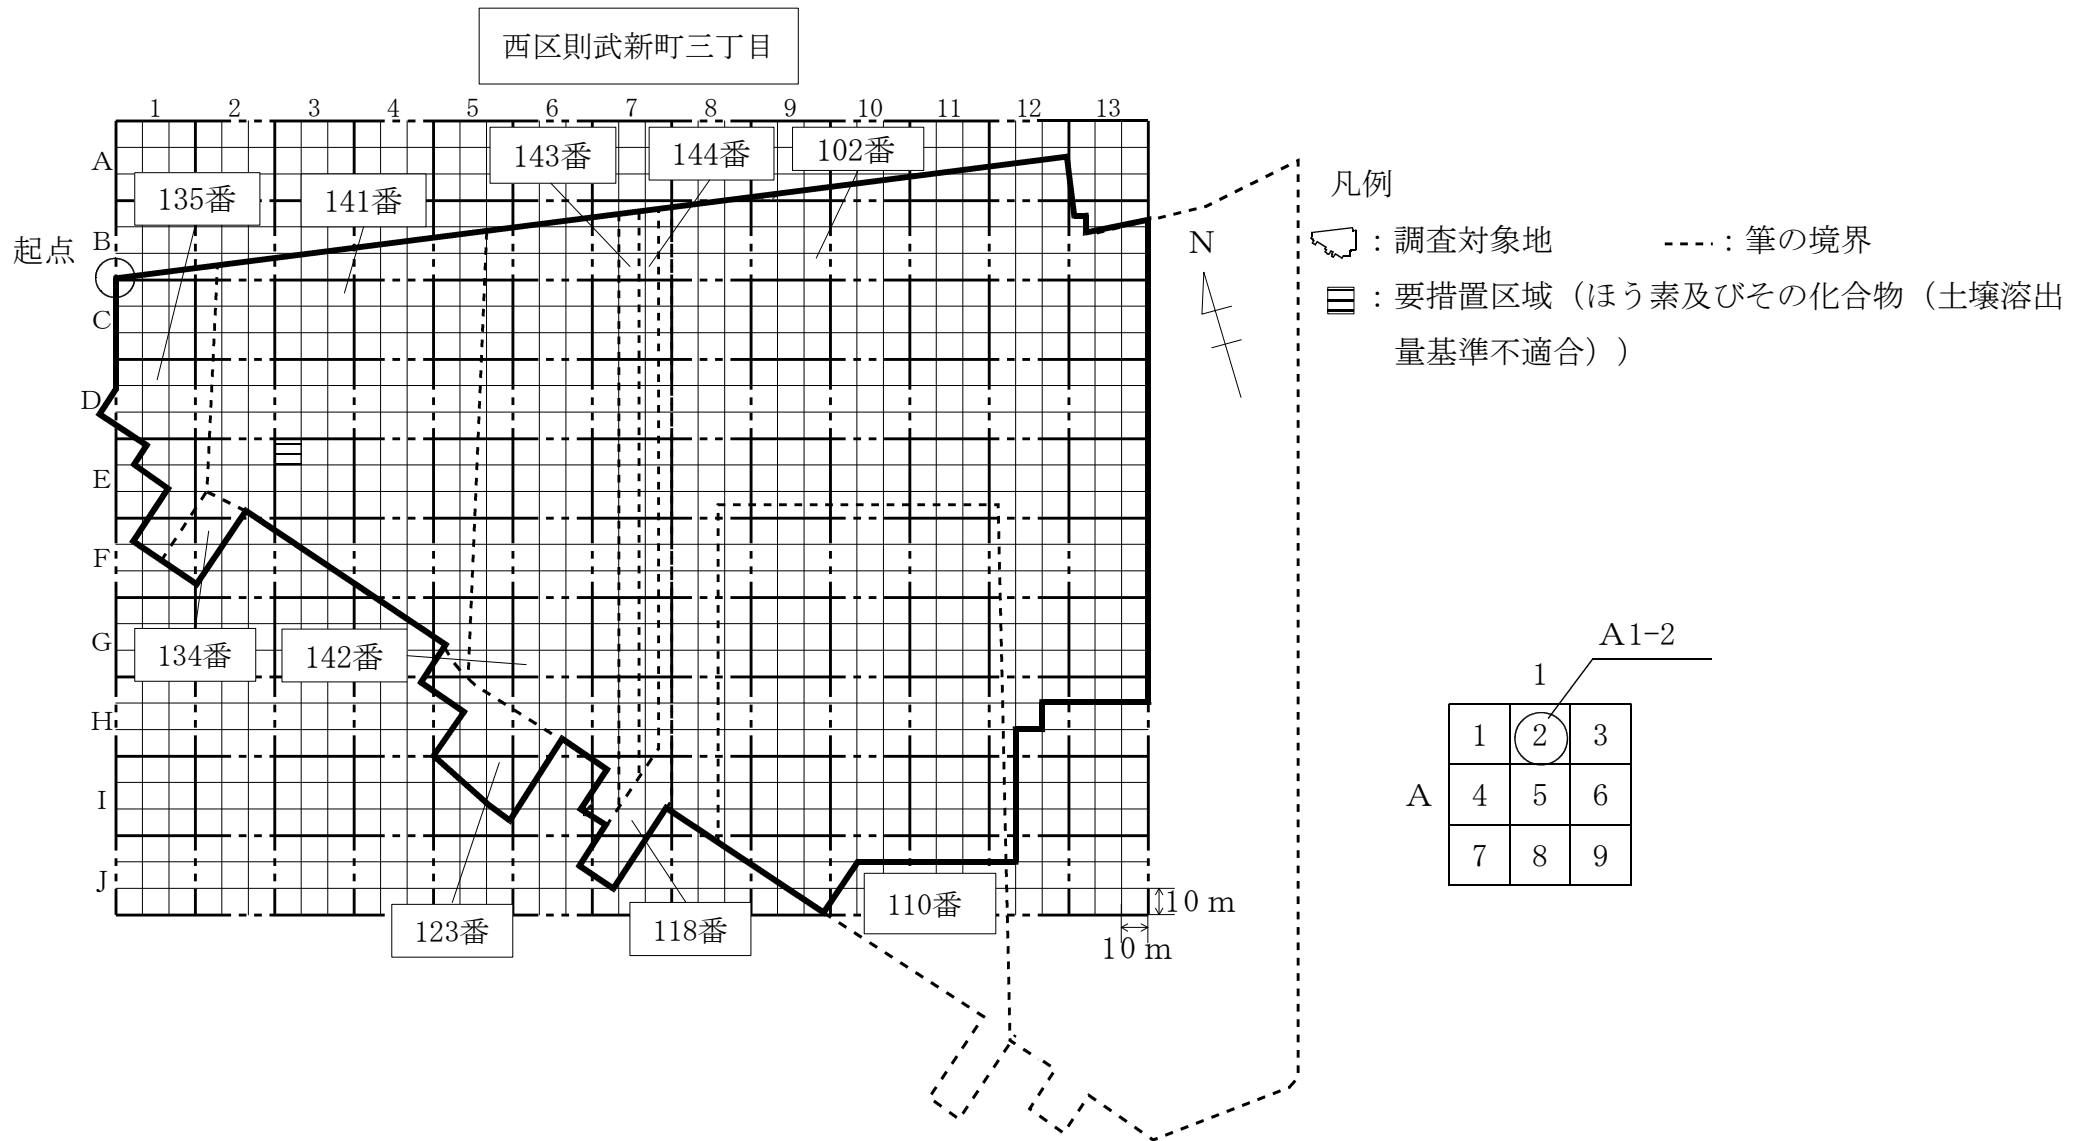 西区則武新町三丁目
1 2 3 4 5 6 7 8 9 10 11 12 13
A
B
C
D
E
F
G
H
I
J
起点
135番
141番
143番
144番
102番
134番
142番
123番
118番
110番
10 m
10 m
N
凡例
：調査対象地
：筆の境界
：要措置区域（ほう素及びその化合物（土壌溶出
量基準不適合））
A1-2
1
A
1 2 3
4 5 6
7 8 9